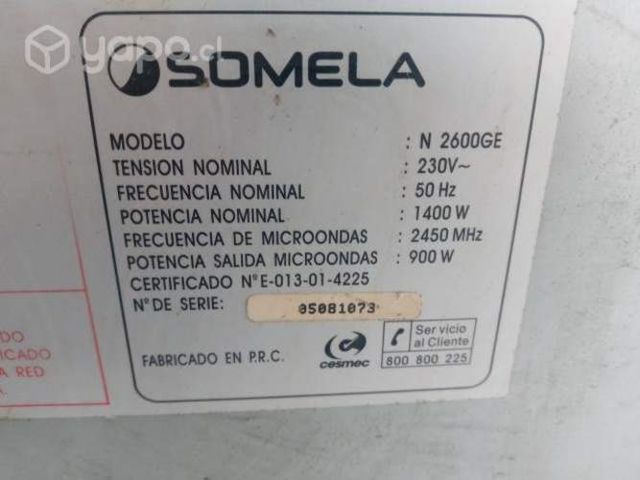 yapo.cl
SOMELA
MODELO : N 2600GE
TENSION NOMINAL : 230V~
FRECUENCIA NOMINAL : 50 Hz
POTENCIA NOMINAL : 1400 W
FRECUENCIA DE MICROONDAS : 2450 MHz
POTENCIA SALIDA MICROONDAS : 900 W
CERTIFICADO N°E-013-01-4225
N° DE SERIE: 05081073
FABRICADO EN P.R.C.
cesmec
Servicio
al Cliente
800 800 225
DO
ICADO
A RED